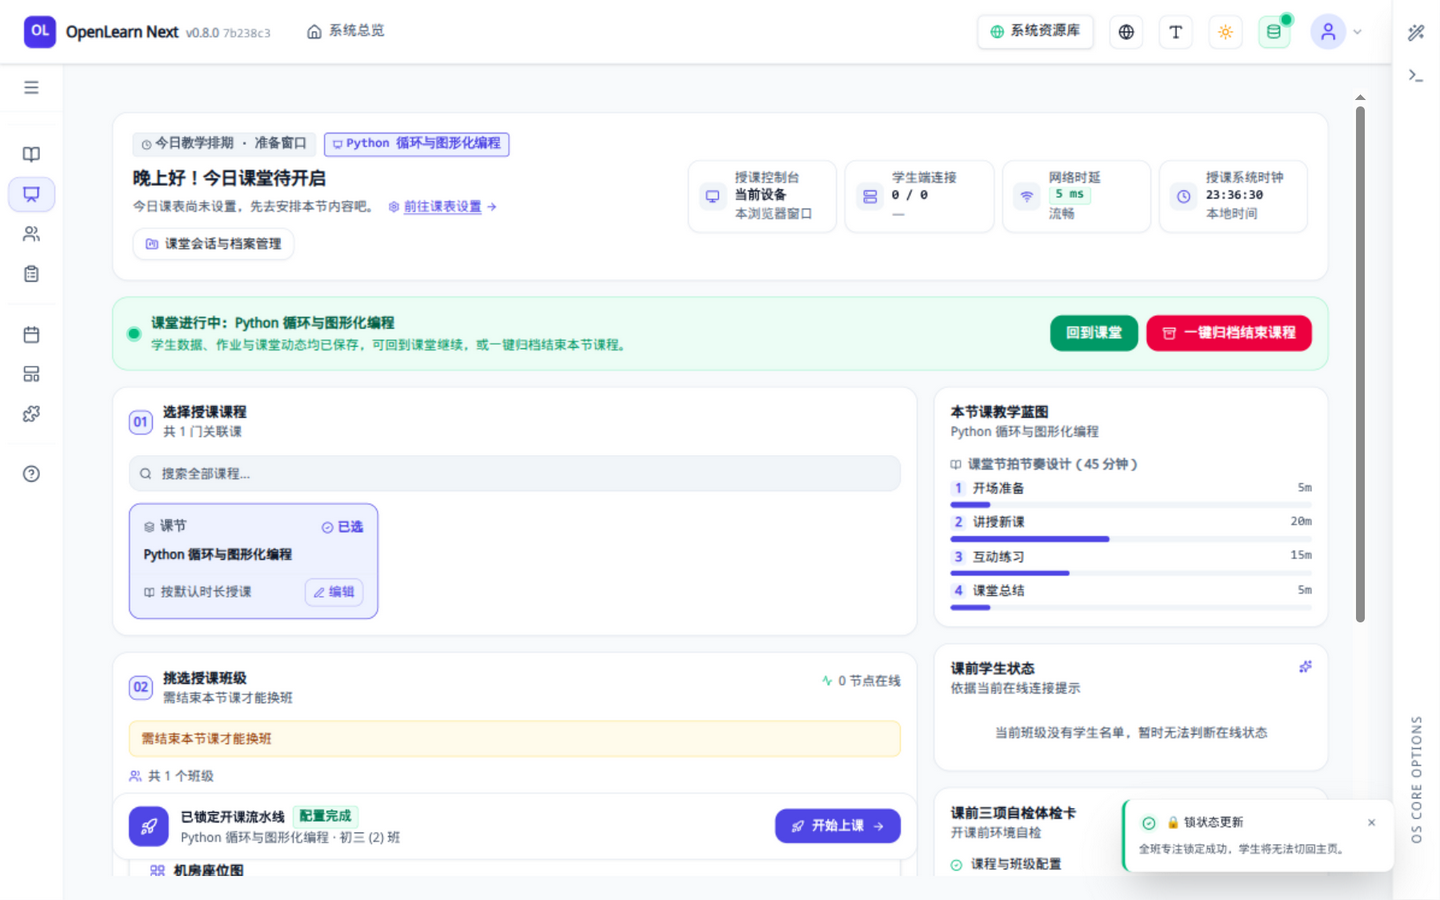 OL OpenLearn Next v0.8.0 7b238c3 系统总览 系统资源库
今日教学排期 · 准备窗口 Python 循环与图形化编程
晚上好！今日课堂待开启
今日课表尚未设置，先去安排本节内容吧。 前往课表设置 →
课堂会话与档案管理
授课控制台
当前设备
本浏览器窗口
学生端连接
0 / 0
—
网络时延
5 ms
流畅
授课系统时钟
23:36:30
本地时间
课堂进行中：Python 循环与图形化编程
学生数据、作业与课堂动态均已保存，可回到课堂继续，或一键归档结束本节课程。
回到课堂 一键归档结束课程
01 选择授课课程
共 1 门关联课
搜索全部课程...
课节 已选
Python 循环与图形化编程
按默认时长授课 编辑
02 挑选授课班级
需结束本节课才能换班
0 节点在线
需结束本节课才能换班
共 1 个班级
已锁定开课流水线 配置完成
Python 循环与图形化编程 · 初三 (2) 班
开始上课 →
机房座位图
本节课教学蓝图
Python 循环与图形化编程
课堂节拍节奏设计 ( 45 分钟 )
1 开场准备 5m
2 讲授新课 20m
3 互动练习 15m
4 课堂总结 5m
课前学生状态
依据当前在线连接提示
当前班级没有学生名单，暂时无法判断在线状态
课前三项自检体检卡
开课前环境自检
课程与班级配置
🔒 锁状态更新 ×
全班专注锁定成功，学生将无法切回主页。
OS CORE OPTIONS